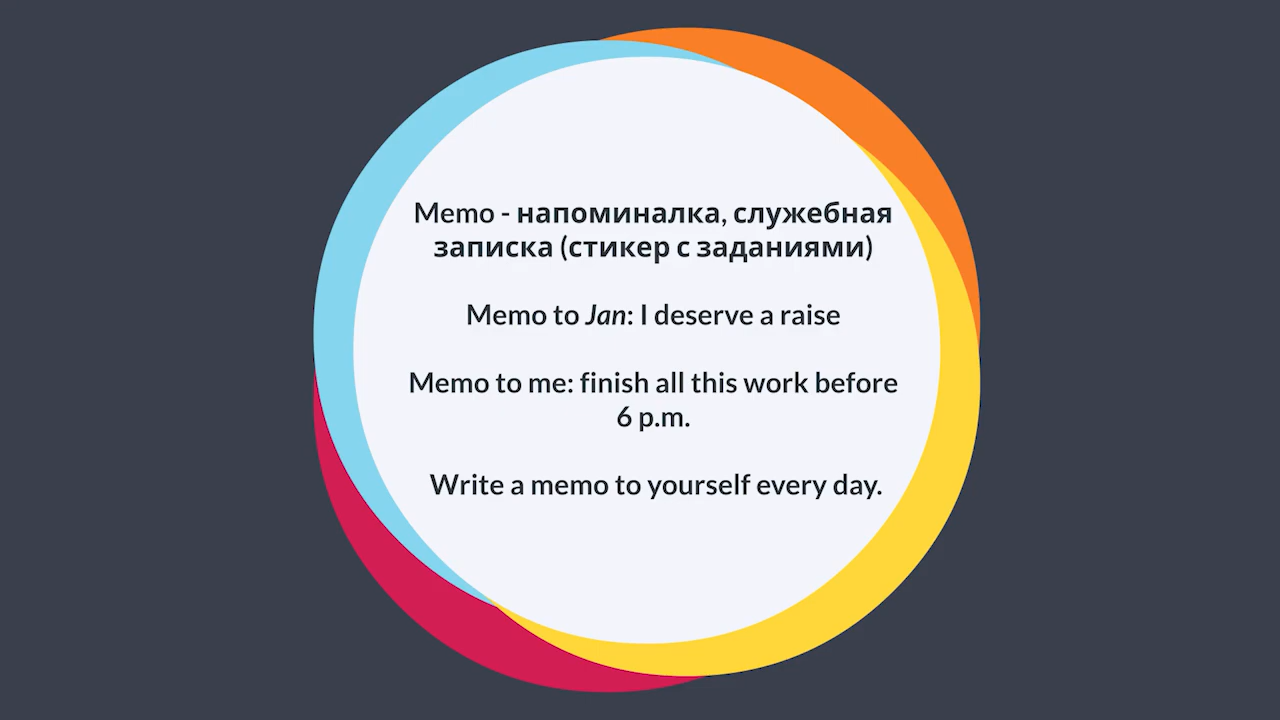 Memo - напоминалка, служебная
записка (стикер с заданиями)
Memo to Jan: I deserve a raise
Memo to me: finish all this work before
6 p.m.
Write a memo to yourself every day.